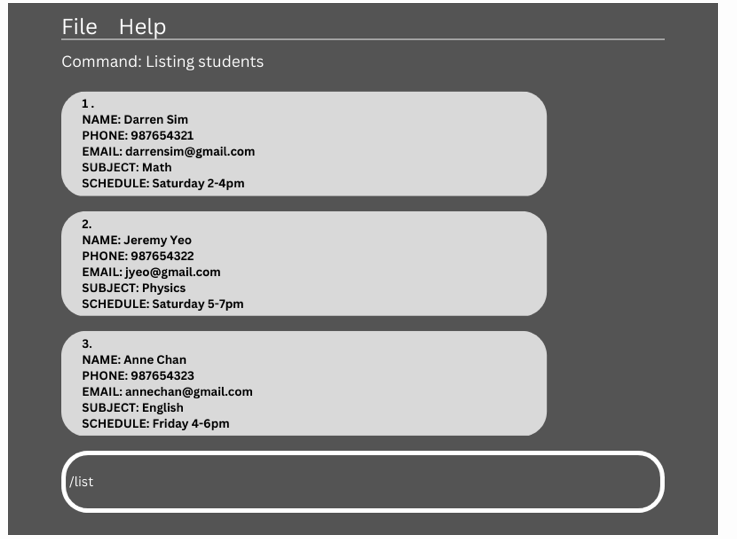 File Help
Command: Listing students
1.
NAME: Darren Sim
PHONE: 987654321
EMAIL: darrensim@gmail.com
SUBJECT: Math
SCHEDULE: Saturday 2-4pm
2.
NAME: Jeremy Yeo
PHONE: 987654322
EMAIL: jyeo@gmail.com
SUBJECT: Physics
SCHEDULE: Saturday 5-7pm
3.
NAME: Anne Chan
PHONE: 987654323
EMAIL: annechan@gmail.com
SUBJECT: English
SCHEDULE: Friday 4-6pm
/list